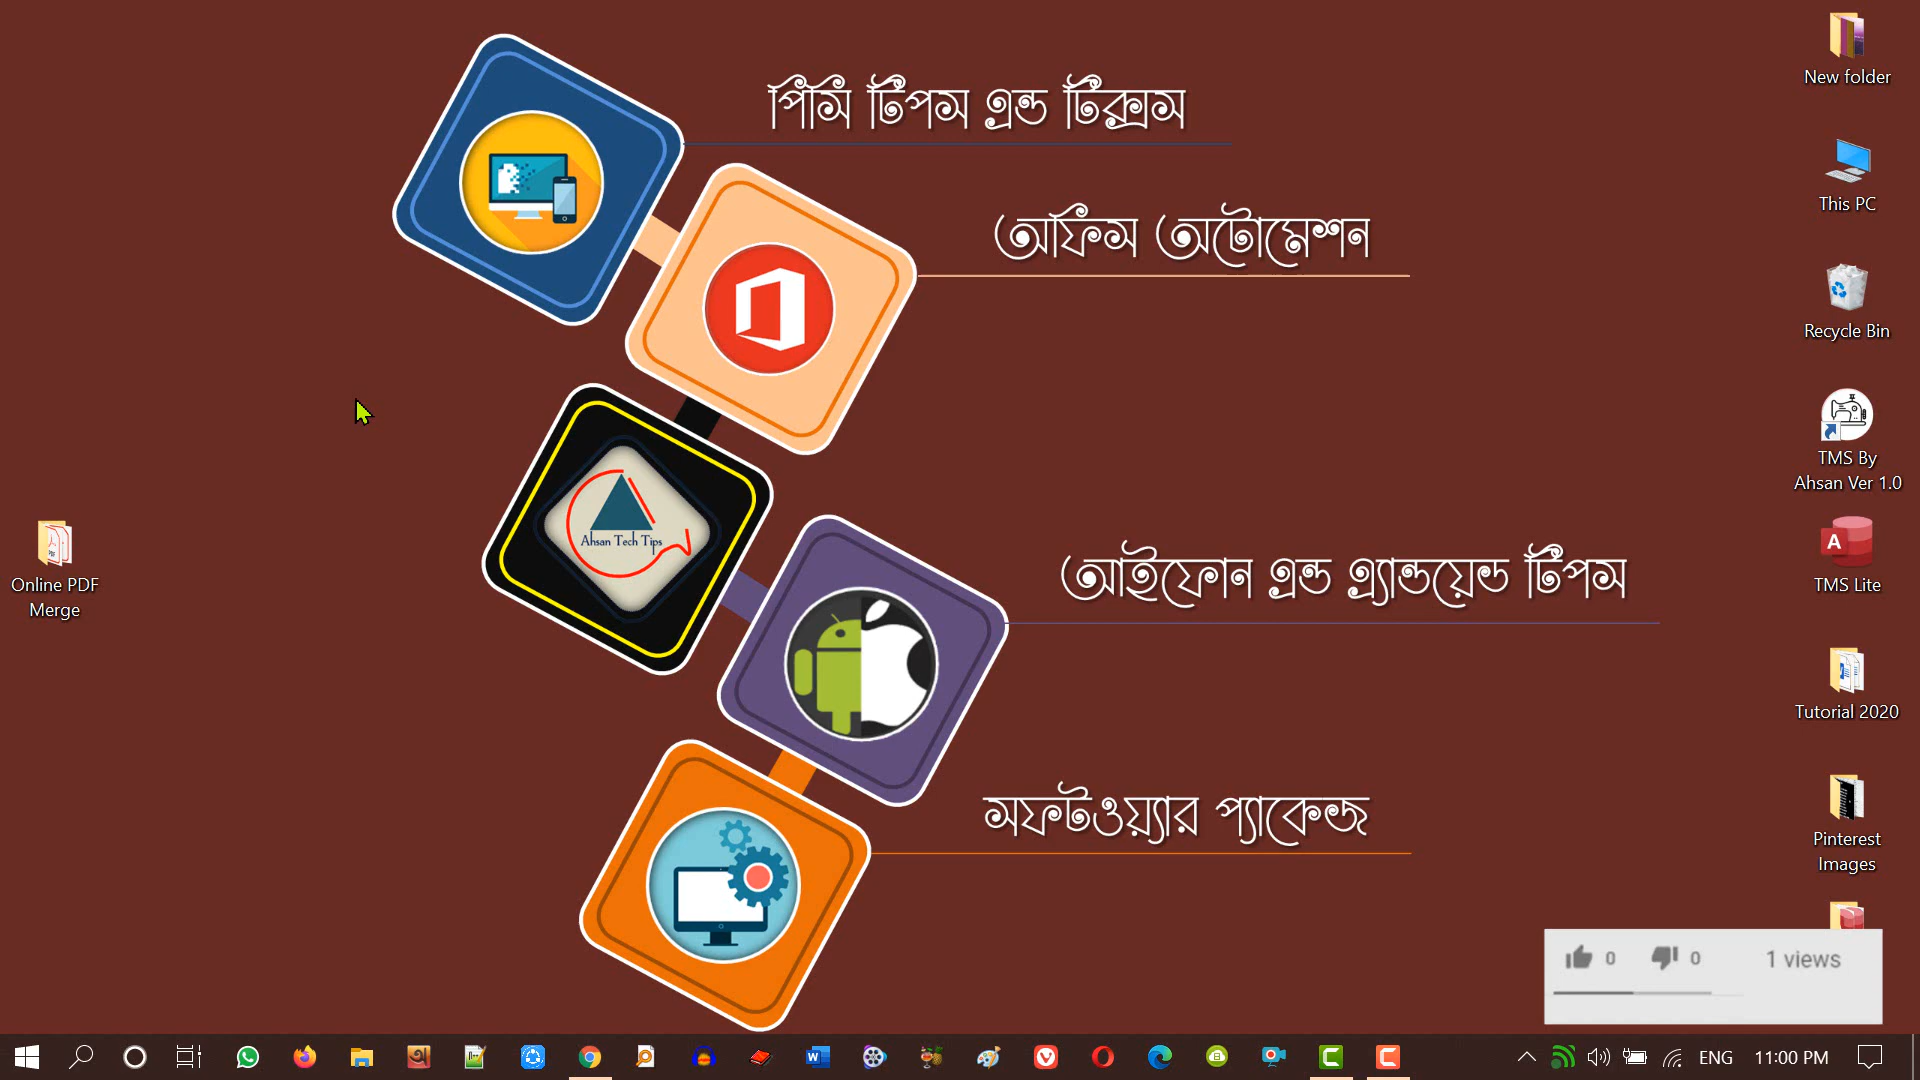 পিসি টিপস এন্ড টিক্সস
অফিস অটোমেশন
Ahsan Tech Tips
আইফোন এন্ড এ্যান্ডয়েড টিপস
সফটওয়্যার প্যাকেজ
Online PDF
Merge
New folder
This PC
Recycle Bin
TMS By
Ahsan Ver 1.0
TMS Lite
Tutorial 2020
Pinterest
Images
0 0 1 views
ENG 11:00 PM